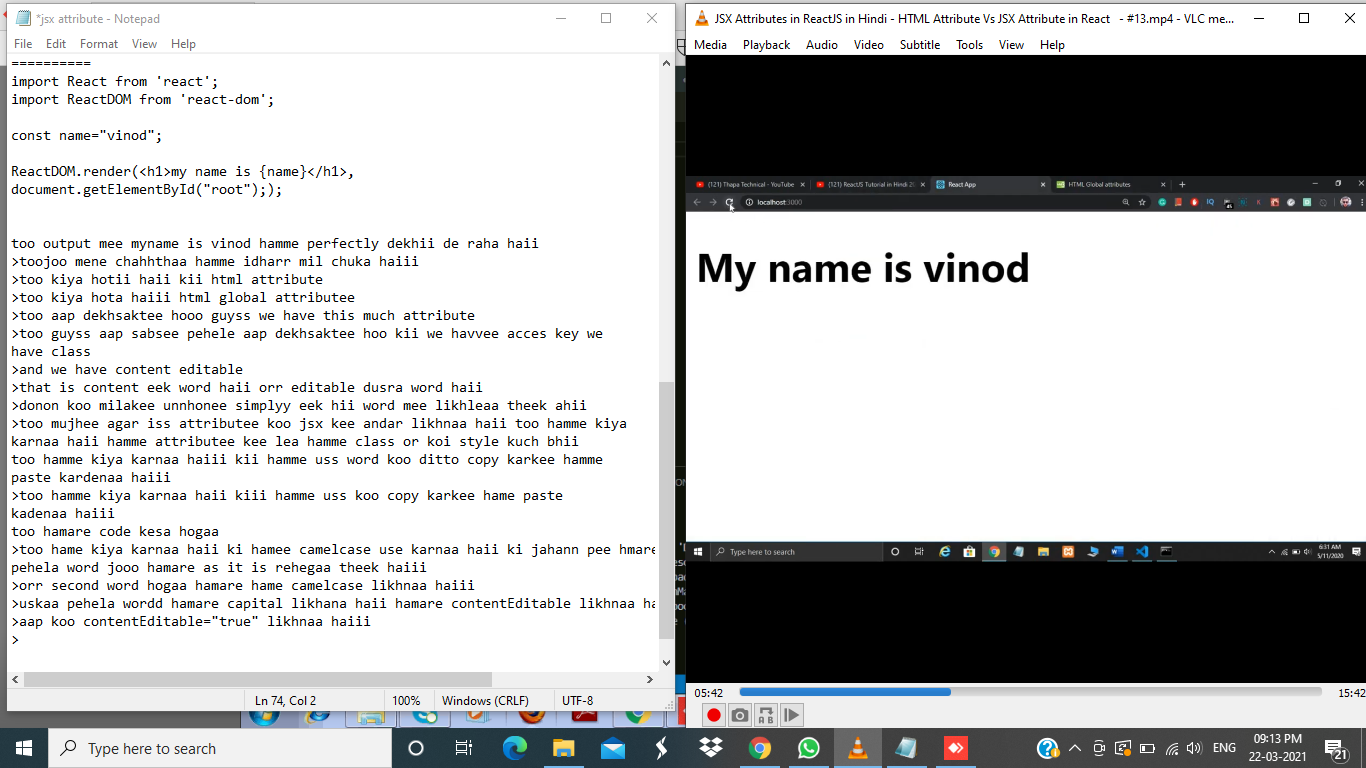 *jsx attribute - Notepad
File Edit Format View Help
==========
import React from 'react';
import ReactDOM from 'react-dom';
const name="vinod";
ReactDOM.render(<h1>my name is {name}</h1>,
document.getElementById("root"););
too output mee myname is vinod hamme perfectly dekhii de raha haii
>toojoo mene chahhthaa hamme idharr mil chuka haiii
>too kiya hotii haii kii html attribute
>too kiya hota haiii html global attributee
>too aap dekhsaktee hooo guyss we have this much attribute
>too guyss aap sabsee pehele aap dekhsaktee hoo kii we havvee acces key we
have class
>and we have content editable
>that is content eek word haii orr editable dusra word haii
>donon koo milakee unnhonee simplyy eek hii word mee likhleaa theek ahii
>too mujhee agar iss attributee koo jsx kee andar likhnaa haii too hamme kiya
karnaa haii hamme attributee kee lea hamme class or koi style kuch bhii
too hamme kiya karnaa haiii kii hamme uss word koo ditto copy karkee hamme
paste kardenaa haiii
>too hamme kiya karnaa haii kiii hamme uss koo copy karkee hame paste
kadenaa haiii
too hamare code kesa hogaa
>too hame kiya karnaa haii ki hamee camelcase use karnaa haii ki jahann pee hmare
pehela word jooo hamare as it is rehegaa theek haiii
>orr second word hogaa hamare hame camelcase likhnaa haiii
>uskaa pehela wordd hamare capital likhana haii hamare contentEditable likhnaa ha
>aap koo contentEditable="true" likhnaa haiii
>
Ln 74, Col 2 100% Windows (CRLF) UTF-8
JSX Attributes in ReactJS in Hindi - HTML Attribute Vs JSX Attribute in React - #13.mp4 - VLC me...
Media Playback Audio Video Subtitle Tools View Help
(121) Thapa Technical - YouTube
(121) ReactJS Tutorial in Hindi 2
React App
HTML Global attributes
localhost:3000
My name is vinod
Type here to search
6:31 AM
5/11/2020
05:42
15:42
Type here to search
ENG
09:13 PM
22-03-2021
21